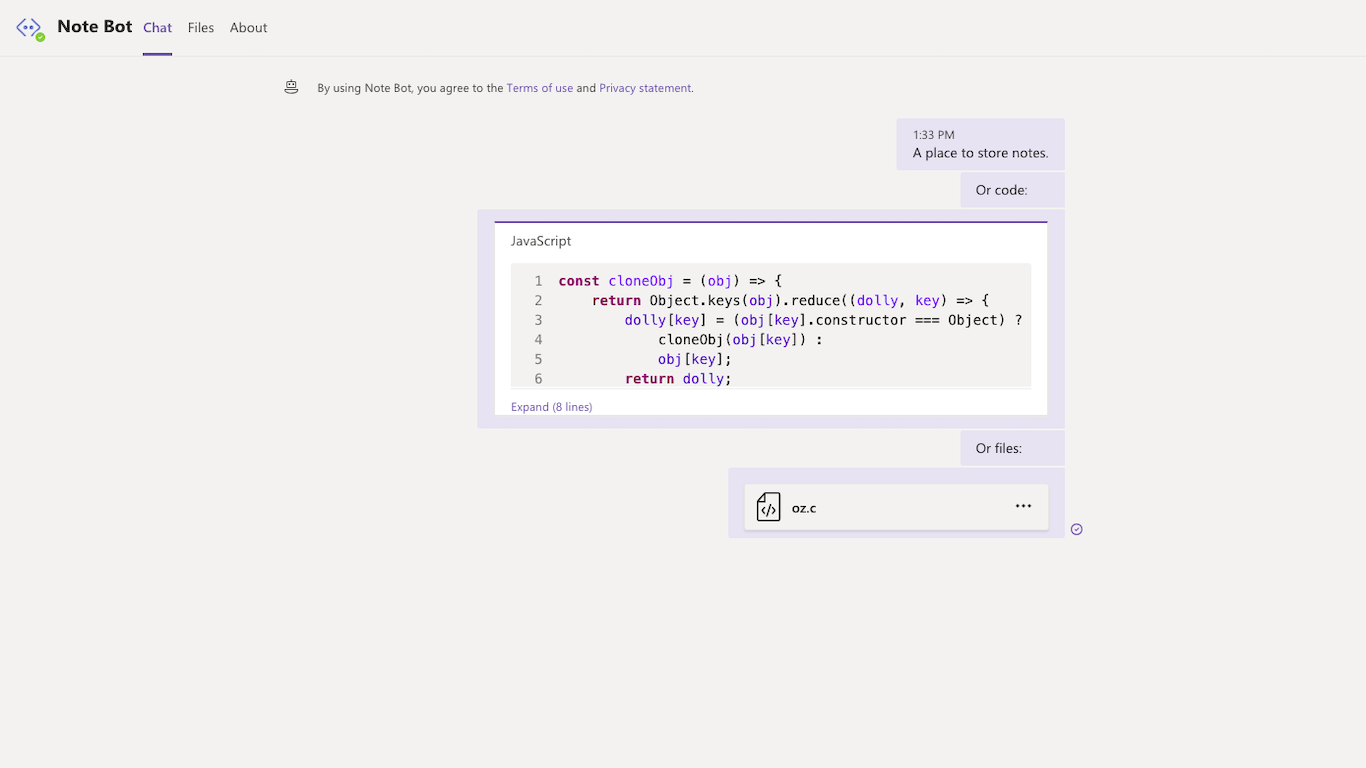 Note Bot Chat Files About
By using Note Bot, you agree to the Terms of use and Privacy statement.
1:33 PM
A place to store notes.
Or code:
JavaScript
1 const cloneObj = (obj) => {
2 return Object.keys(obj).reduce((dolly, key) => {
3 dolly[key] = (obj[key].constructor === Object) ?
4 cloneObj(obj[key]) :
5 obj[key];
6 return dolly;
Expand (8 lines)
Or files:
oz.c